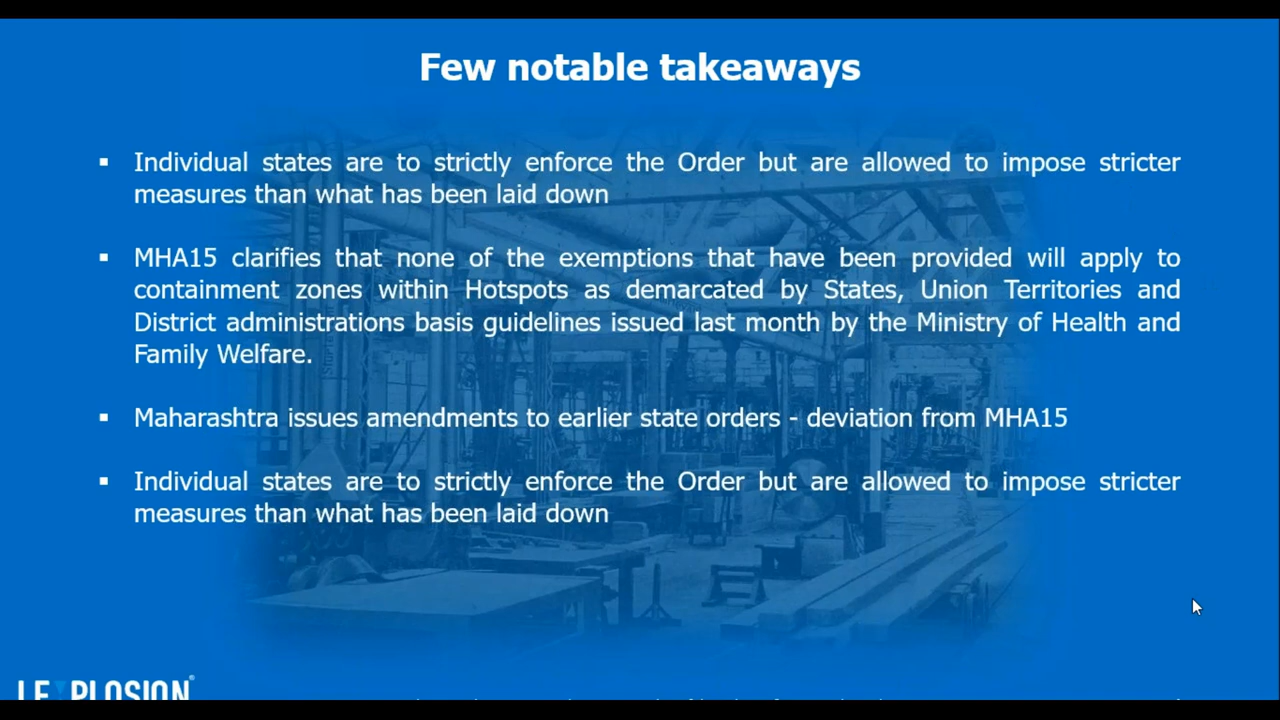 Few notable takeaways
▪ Individual states are to strictly enforce the Order but are allowed to impose stricter
measures than what has been laid down
▪ MHA15 clarifies that none of the exemptions that have been provided will apply to
containment zones within Hotspots as demarcated by States, Union Territories and
District administrations basis guidelines issued last month by the Ministry of Health and
Family Welfare.
▪ Maharashtra issues amendments to earlier state orders - deviation from MHA15
▪ Individual states are to strictly enforce the Order but are allowed to impose stricter
measures than what has been laid down
LEXPLOSION